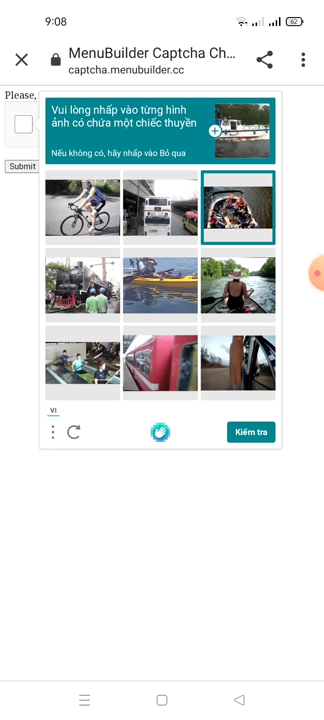 9:08
62
MenuBuilder Captcha Ch...
captcha.menubuilder.cc
Please,
Vui lòng nhấp vào từng hình
ảnh có chứa một chiếc thuyền
Nếu không có, hãy nhấp vào Bỏ qua
Submit
VI
Kiểm tra